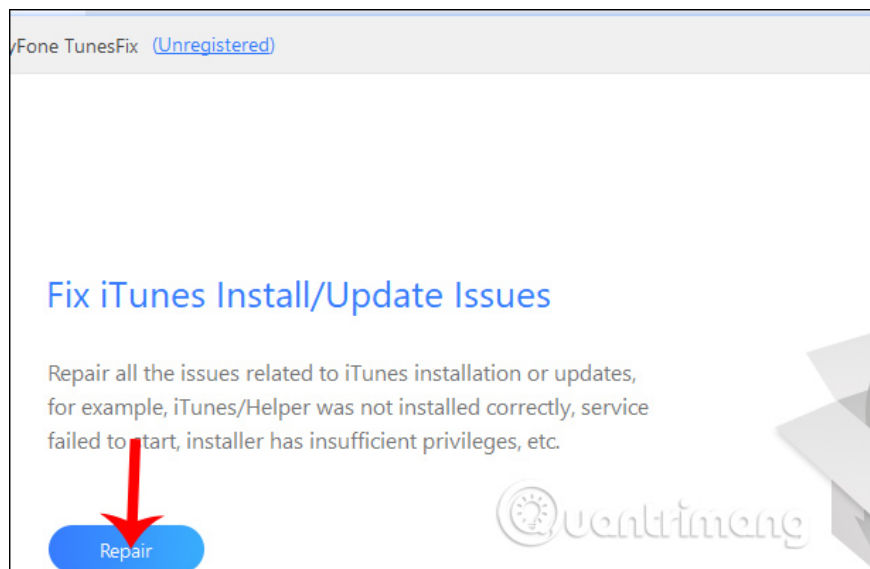 yFone TunesFix (Unregistered)
Fix iTunes Install/Update Issues
Repair all the issues related to iTunes installation or updates,
for example, iTunes/Helper was not installed correctly, service
failed to start, installer has insufficient privileges, etc.
Quantrimang
Repair